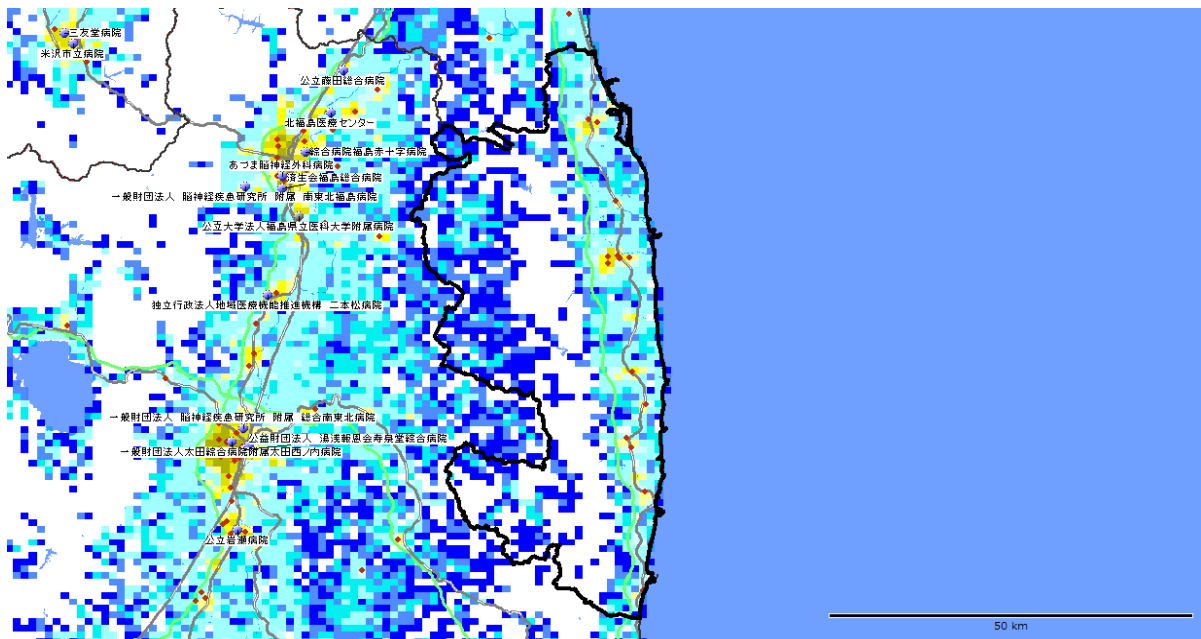 三友堂病院
米沢市立病院
公立藤田総合病院
北福島医療センター
綜合病院福島赤十字病院
あづま脳神経外科病院
済生会福島総合病院
一般財団法人 脳神経疾患研究所 附属 南東北福島病院
公立大学法人福島県立医科大学附属病院
独立行政法人地域医療機能推進機構 二本松病院
一般財団法人 脳神経疾患研究所 附属 総合南東北病院
公益財団法人 湯浅報恩会寿泉堂綜合病院
一般財団法人太田綜合病院附属太田西ノ内病院
公立岩瀬病院
50 km